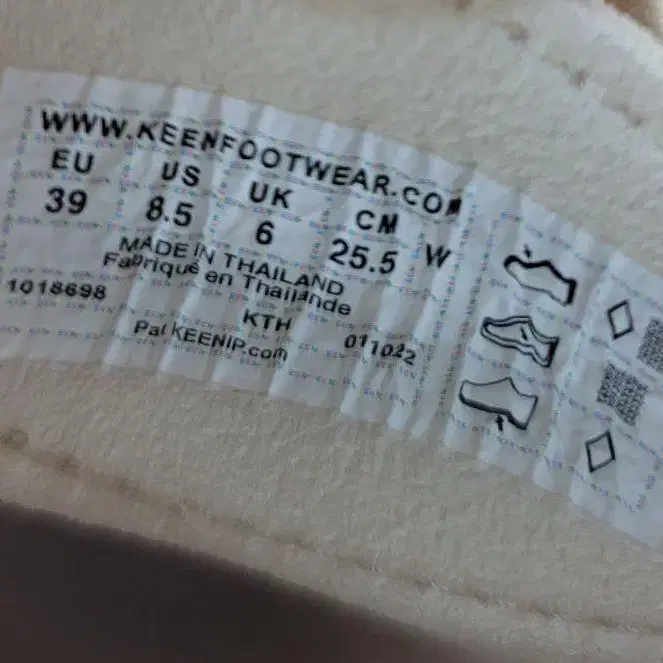 WWW.KEENFOOTWEAR.COM
EU US UK CM
39 8.5 6 25.5 W
MADE IN THAILAND
Fabriqué en Thaïlande
1018698 KTH 011022
Pat KEENIP.com